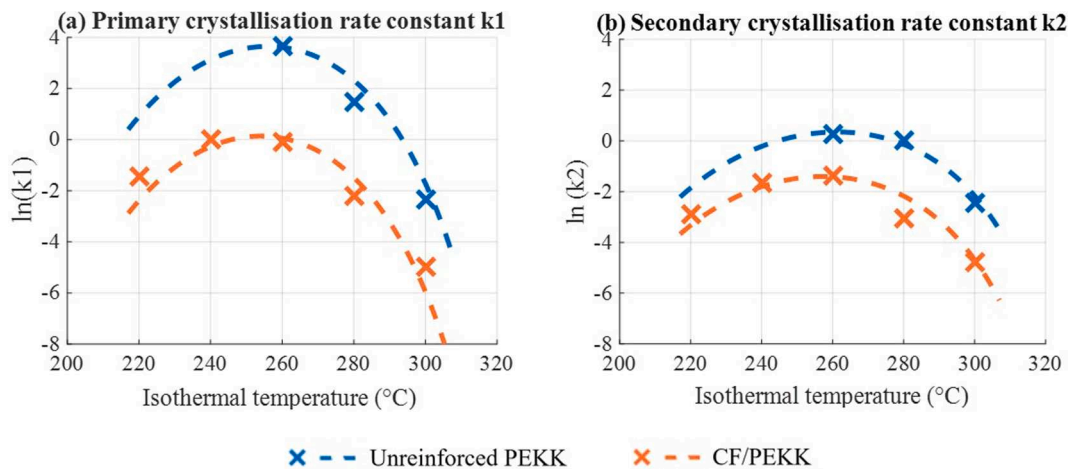 (a) Primary crystallisation rate constant k1
4
2
0
-2
-4
-6
-8
ln(k1)
200 220 240 260 280 300 320
Isothermal temperature (°C)
(b) Secondary crystallisation rate constant k2
4
2
0
-2
-4
-6
-8
ln (k2)
200 220 240 260 280 300 320
Isothermal temperature (°C)
Unreinforced PEKK
CF/PEKK